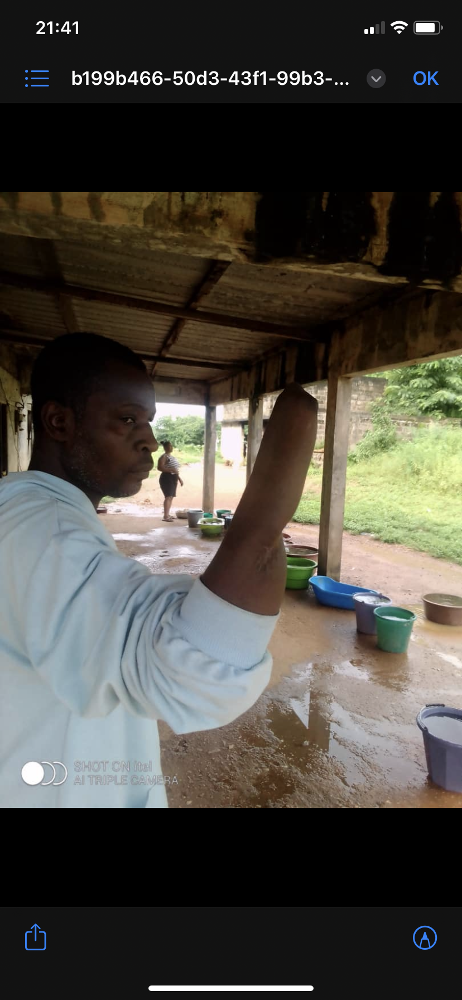 21:41
b199b466-50d3-43f1-99b3-...
OK
SHOT ON itel
AI TRIPLE CAMERA